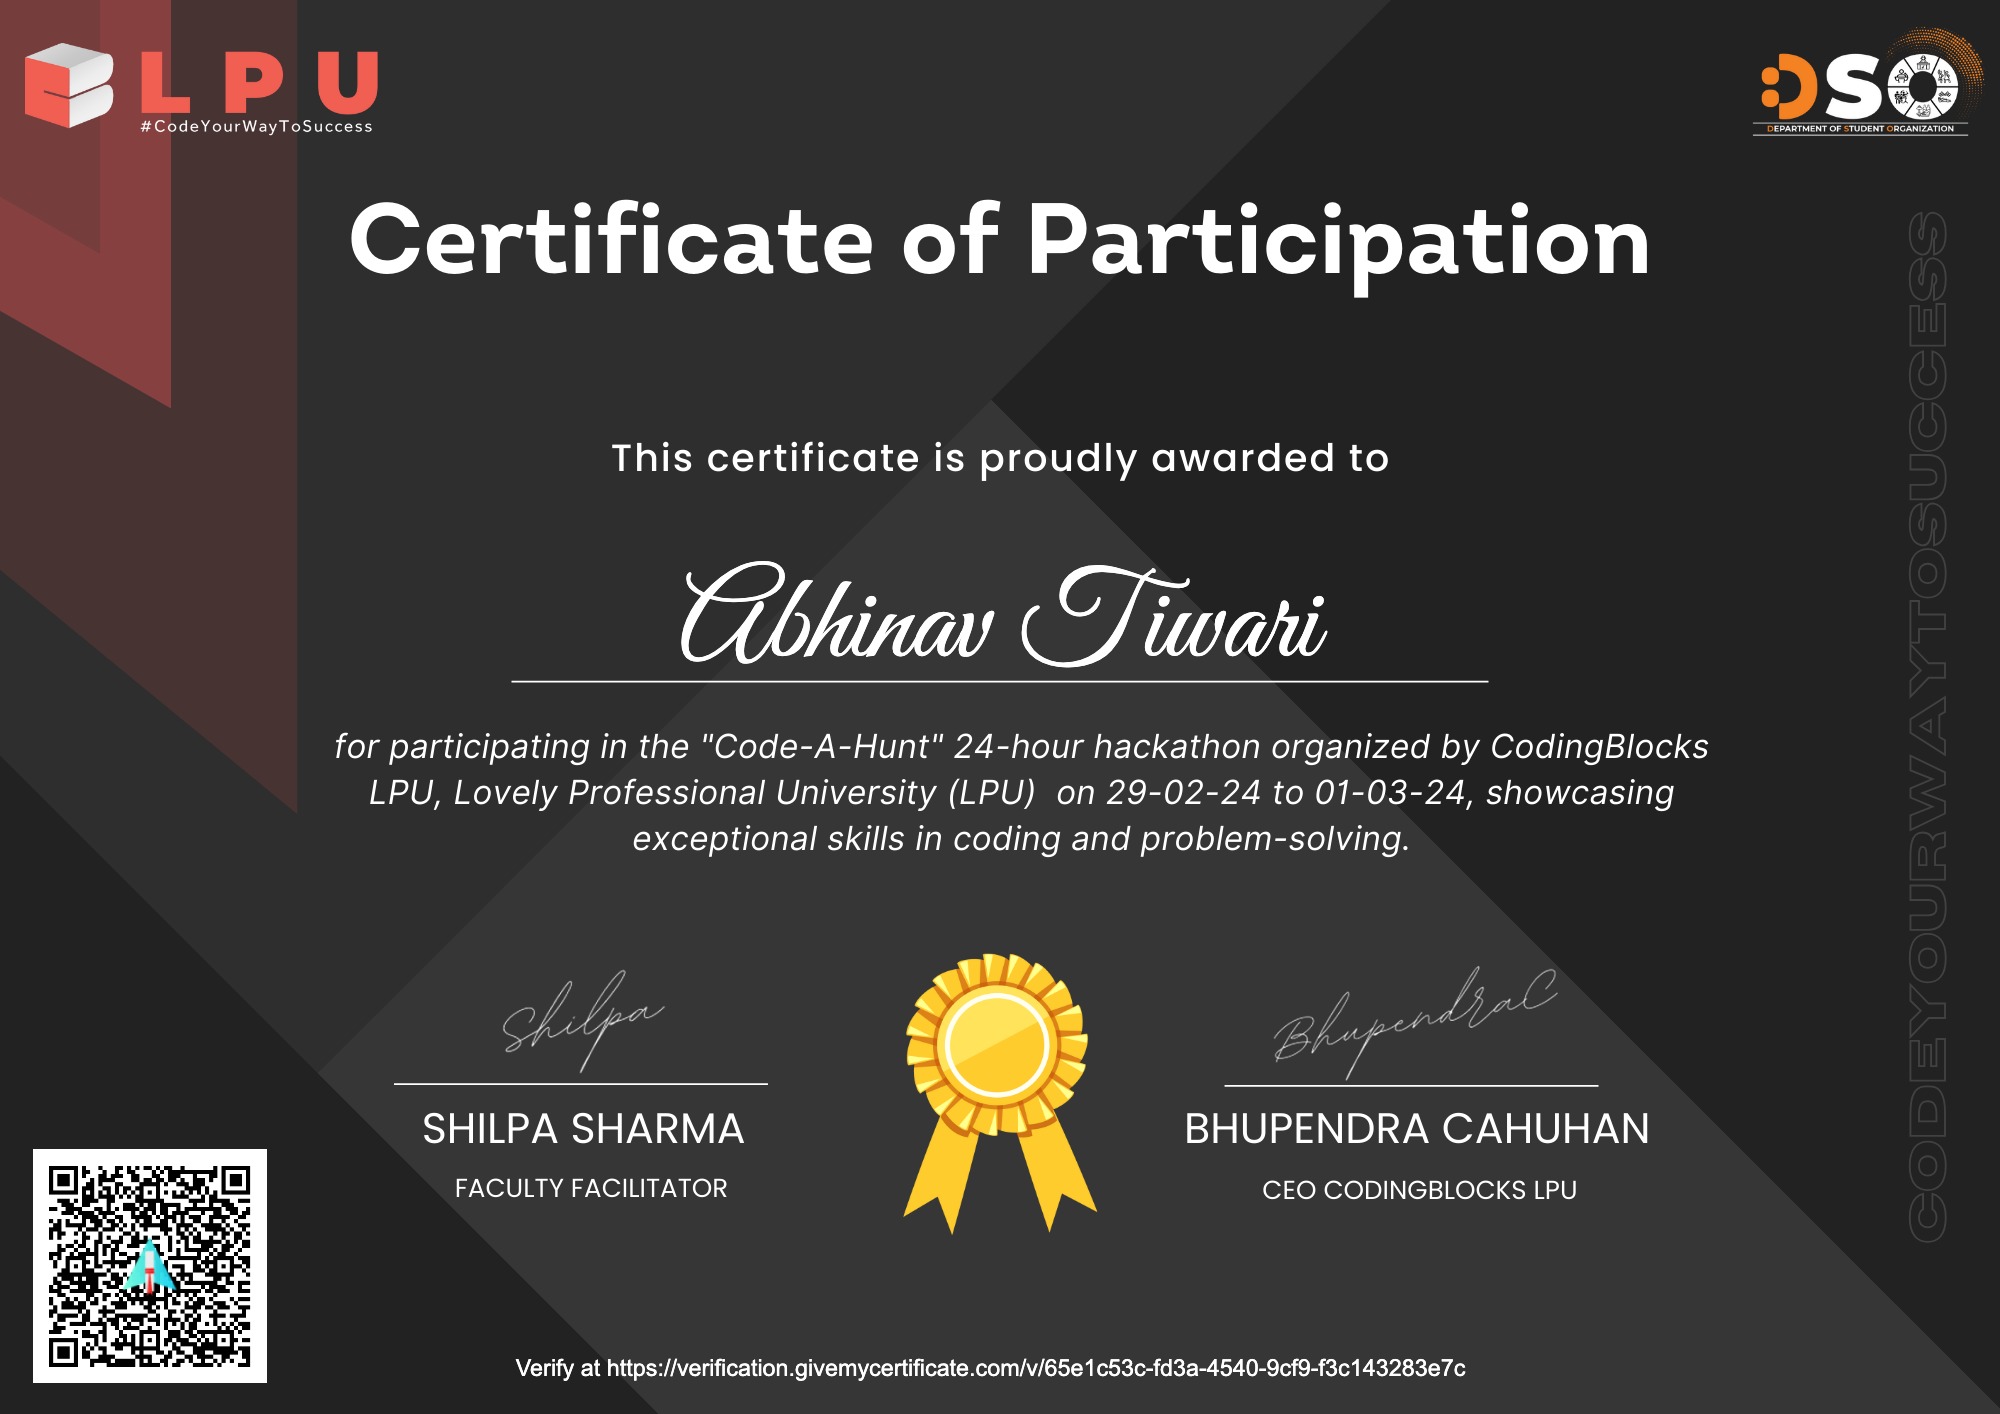 LPU
#CodeYourWayToSuccess
DSO
DEPARTMENT OF STUDENT ORGANIZATION
Certificate of Participation
This certificate is proudly awarded to
Abhinav Tiwari
for participating in the "Code-A-Hunt" 24-hour hackathon organized by CodingBlocks
LPU, Lovely Professional University (LPU)  on 29-02-24 to 01-03-24, showcasing
exceptional skills in coding and problem-solving.
Shilpa
BhupendraC
SHILPA SHARMA
BHUPENDRA CAHUHAN
FACULTY FACILITATOR
CEO CODINGBLOCKS LPU
Verify at https://verification.givemycertificate.com/v/65e1c53c-fd3a-4540-9cf9-f3c143283e7c
CODEYOURWAYTOSUCCESS